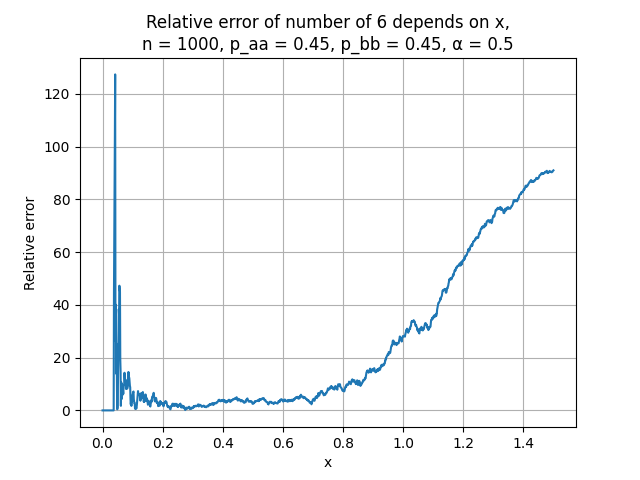 Relative error of number of 6 depends on x,
n = 1000, p_aa = 0.45, p_bb = 0.45, α = 0.5
120
100
80
60
40
20
0
Relative error
0.0 0.2 0.4 0.6 0.8 1.0 1.2 1.4
x